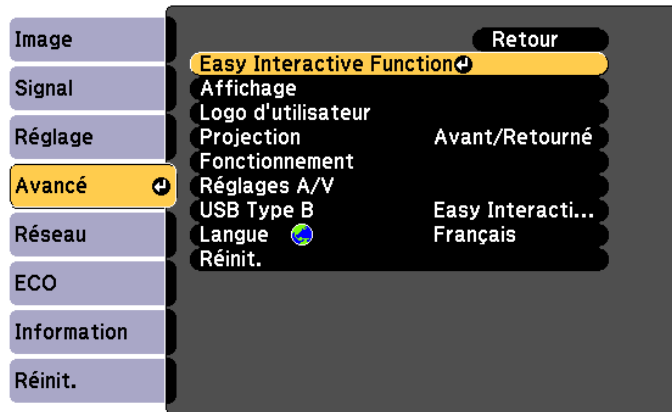 Image
Signal
Réglage
Avancé
Réseau
ECO
Information
Réinit.
Retour
Easy Interactive Function
Affichage
Logo d'utilisateur
Projection Avant/Retourné
Fonctionnement
Réglages A/V
USB Type B Easy Interacti...
Langue Français
Réinit.